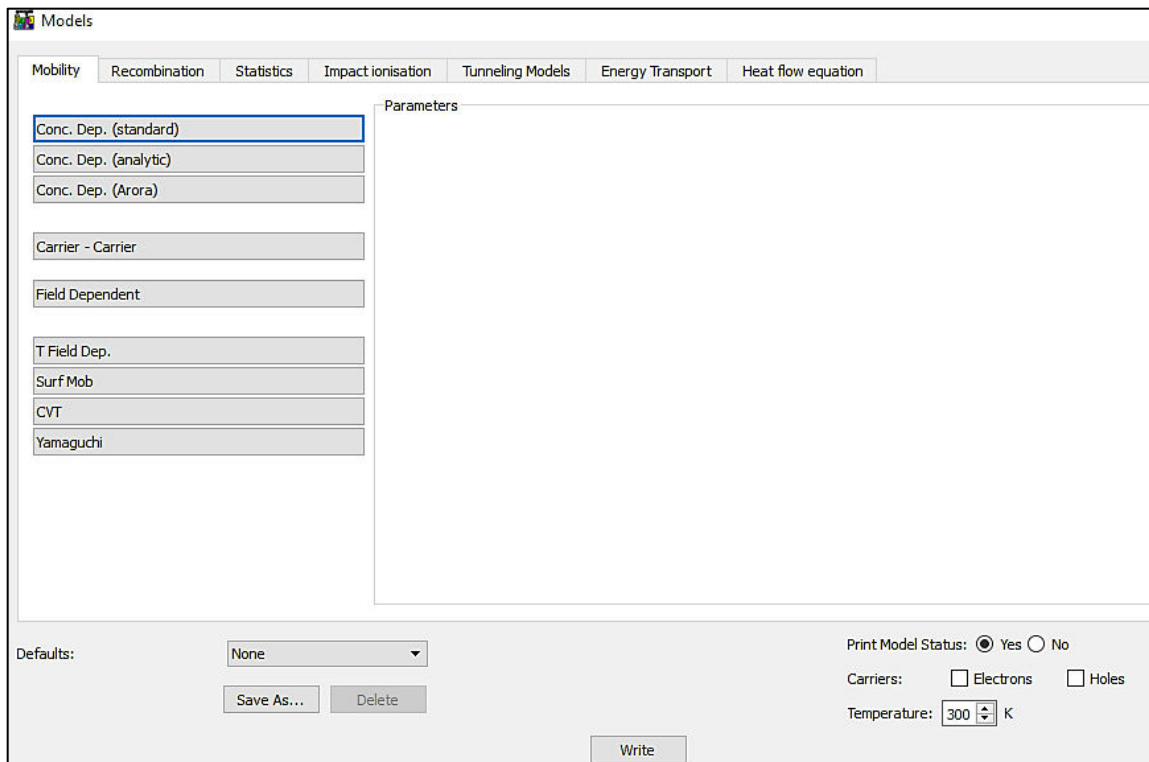 Models
Mobility Recombination Statistics Impact ionisation Tunneling Models Energy Transport Heat flow equation
Parameters
Conc. Dep. (standard)
Conc. Dep. (analytic)
Conc. Dep. (Arora)
Carrier - Carrier
Field Dependent
T Field Dep.
Surf Mob
CVT
Yamaguchi
Defaults: None
Save As... Delete
Print Model Status: Yes No
Carriers: Electrons Holes
Temperature: 300 K
Write